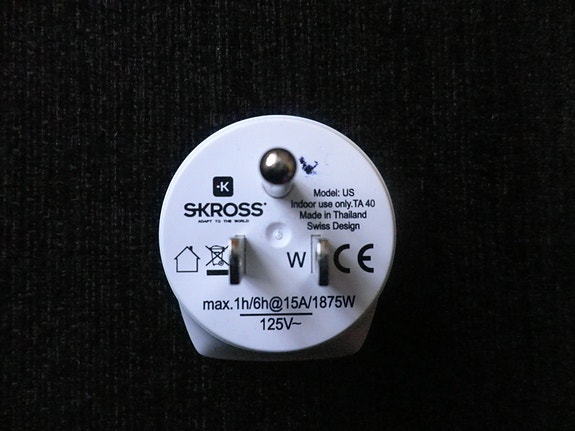 ·K
SKROSS
ADAPT TO THE WORLD
Model: US
Indoor use only.TA 40
Made in Thailand
Swiss Design
W
CE
max.1h/6h@15A/1875W
125V~